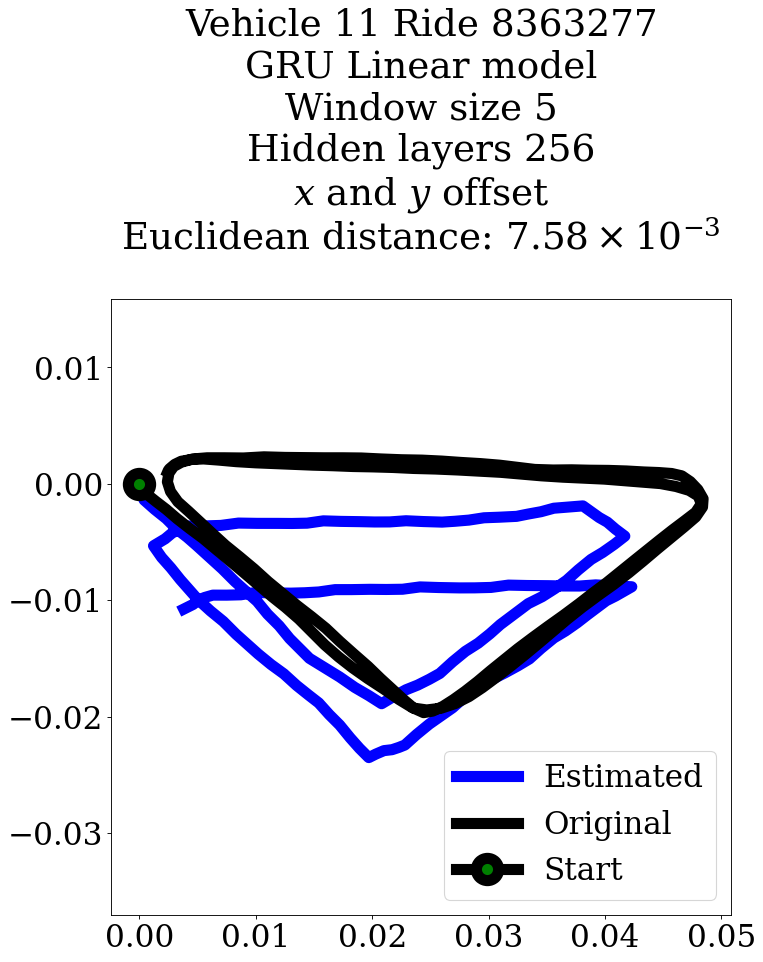 Vehicle 11 Ride 8363277
GRU Linear model
Window size 5
Hidden layers 256
x and y offset
Euclidean distance: 7.58 × 10⁻³
0.01
0.00
−0.01
−0.02
−0.03
Estimated
Original
Start
0.00 0.01 0.02 0.03 0.04 0.05